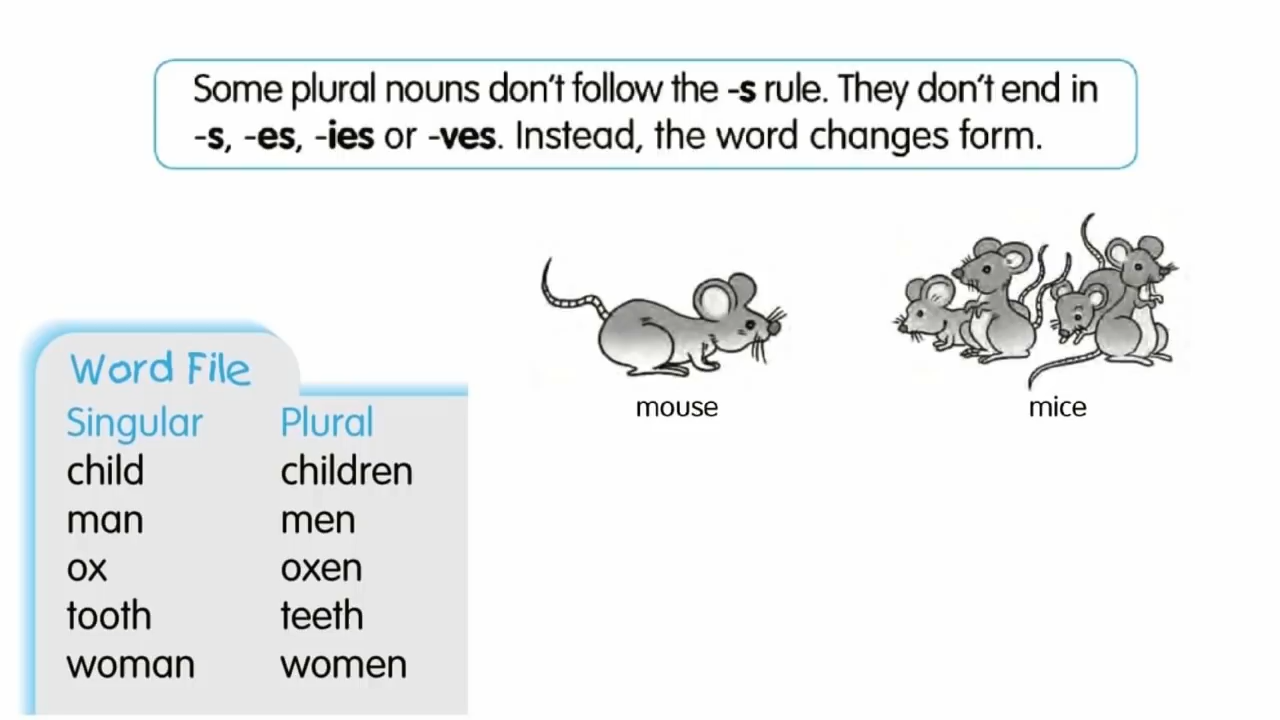 Some plural nouns don't follow the -s rule. They don't end in
-s, -es, -ies or -ves. Instead, the word changes form.
mouse
mice
Word File
Singular Plural
child children
man men
ox oxen
tooth teeth
woman women